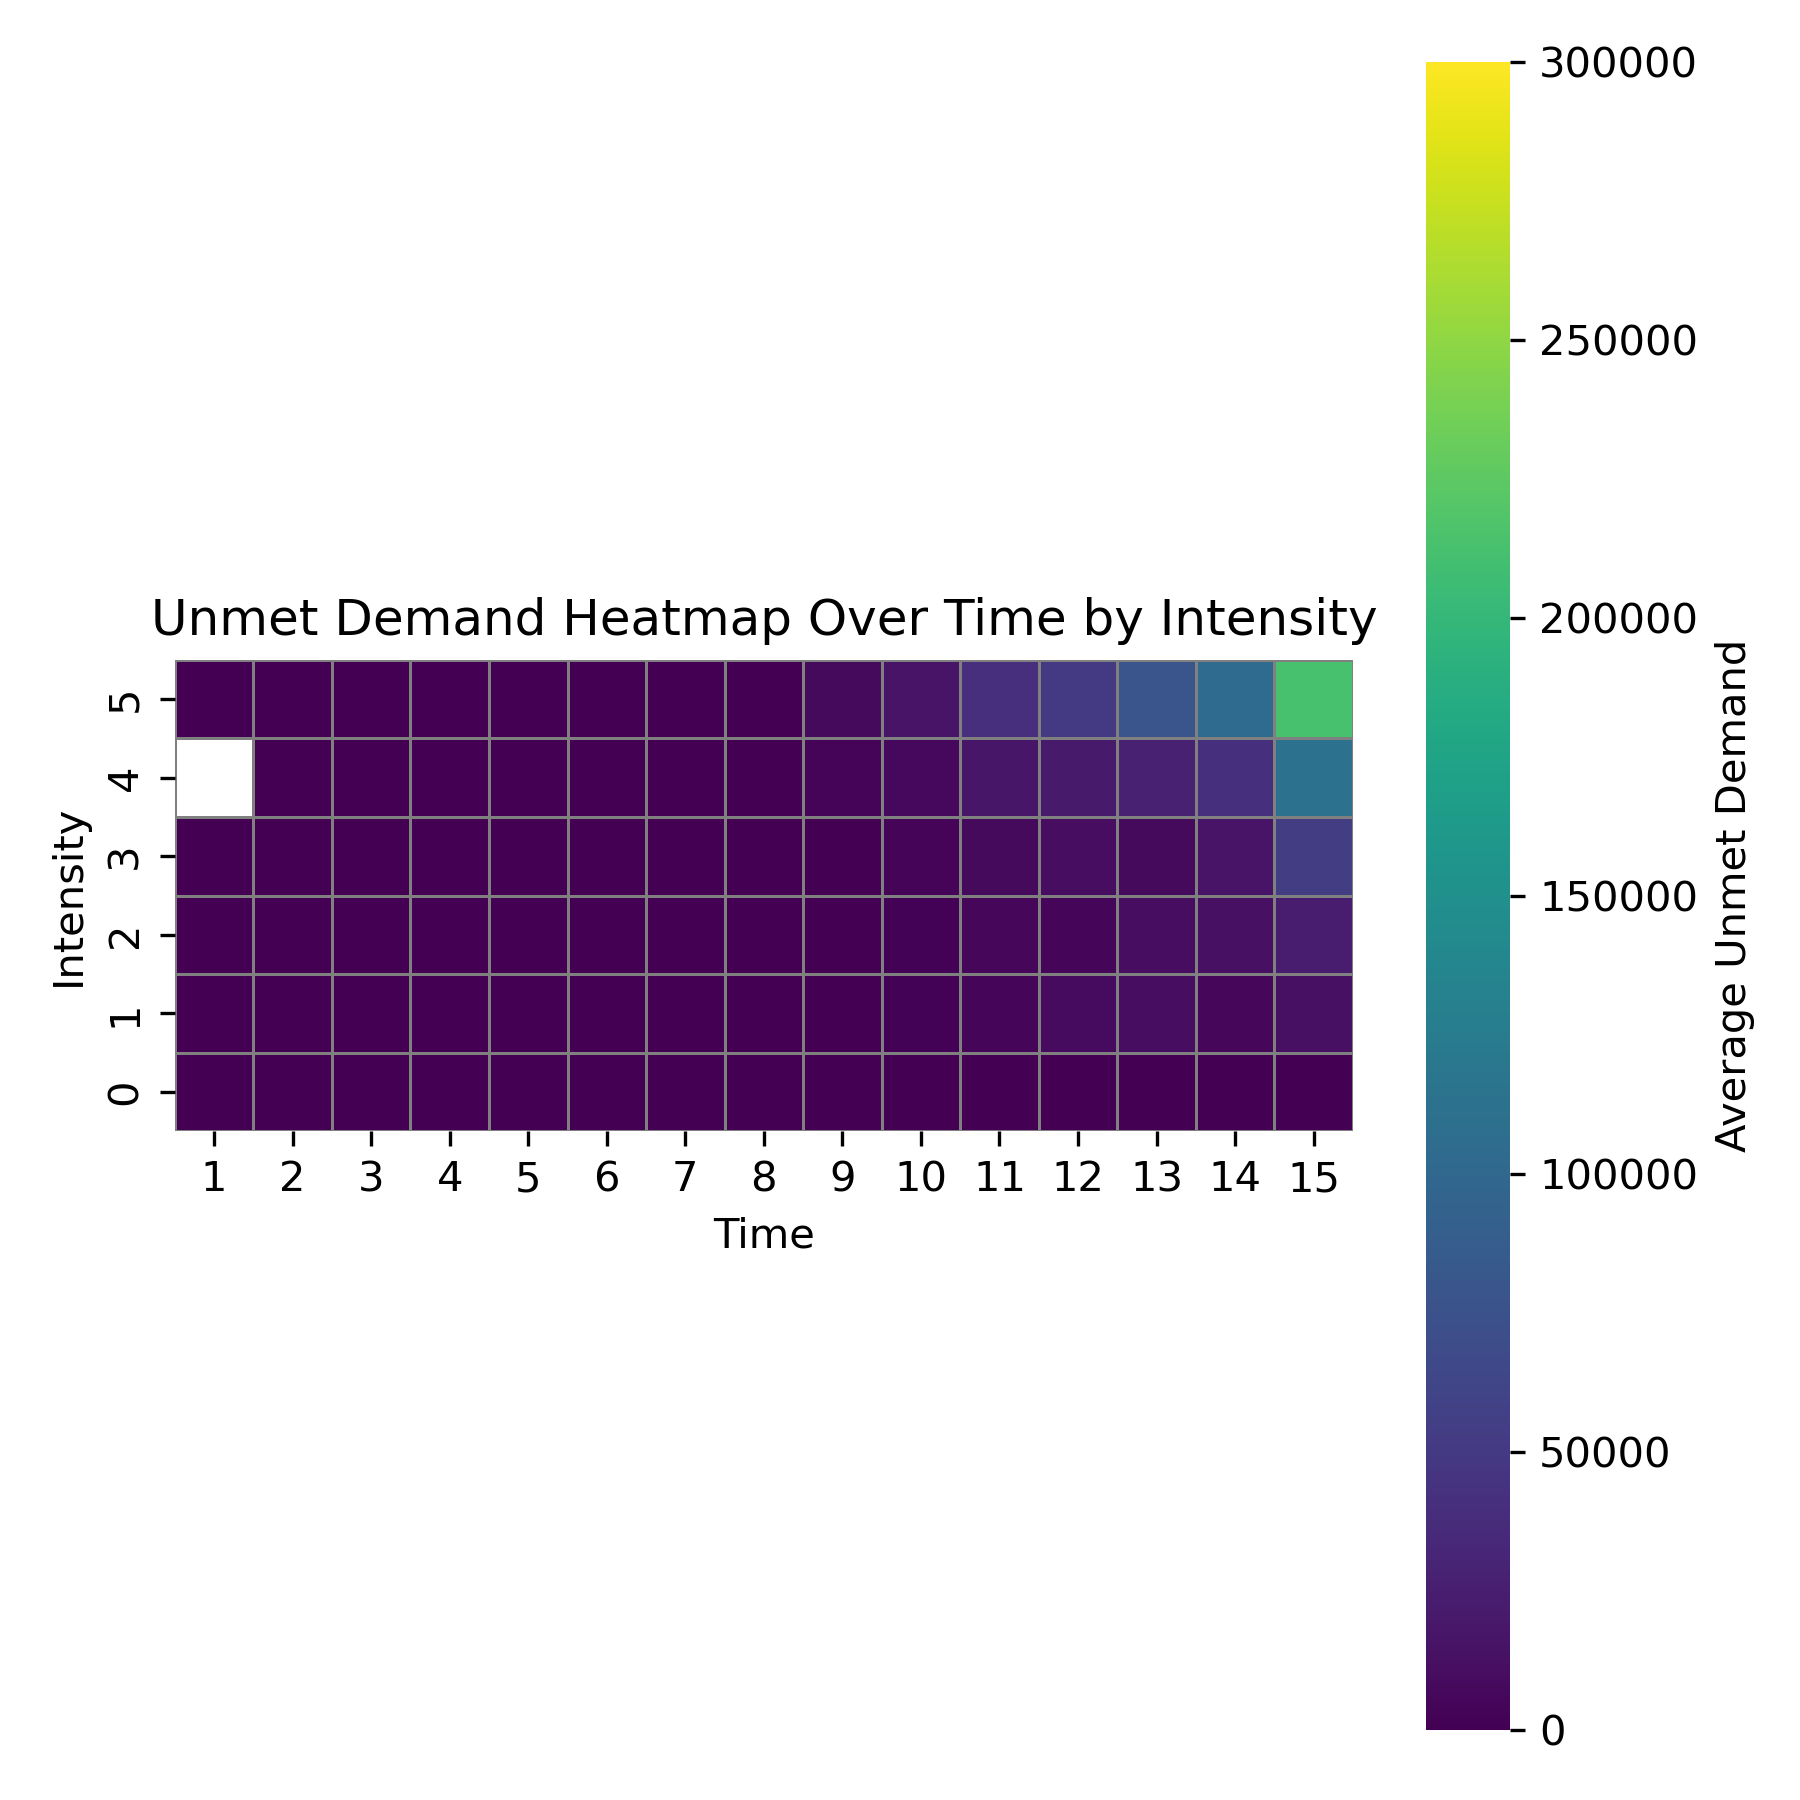 Unmet Demand Heatmap Over Time by Intensity
Intensity
5
4
3
2
1
0
1 2 3 4 5 6 7 8 9 10 11 12 13 14 15
Time
300000
250000
200000
150000
100000
50000
0
Average Unmet Demand